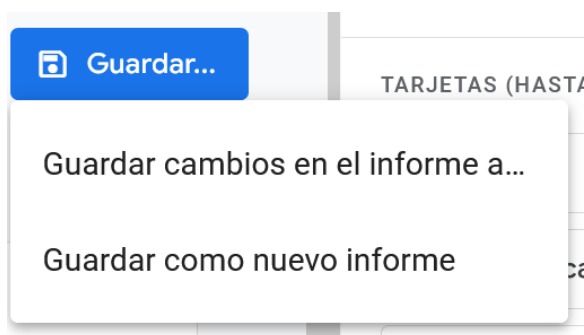 Guardar...
TARJETAS (HASTA
Guardar cambios en el informe a...
Guardar como nuevo informe